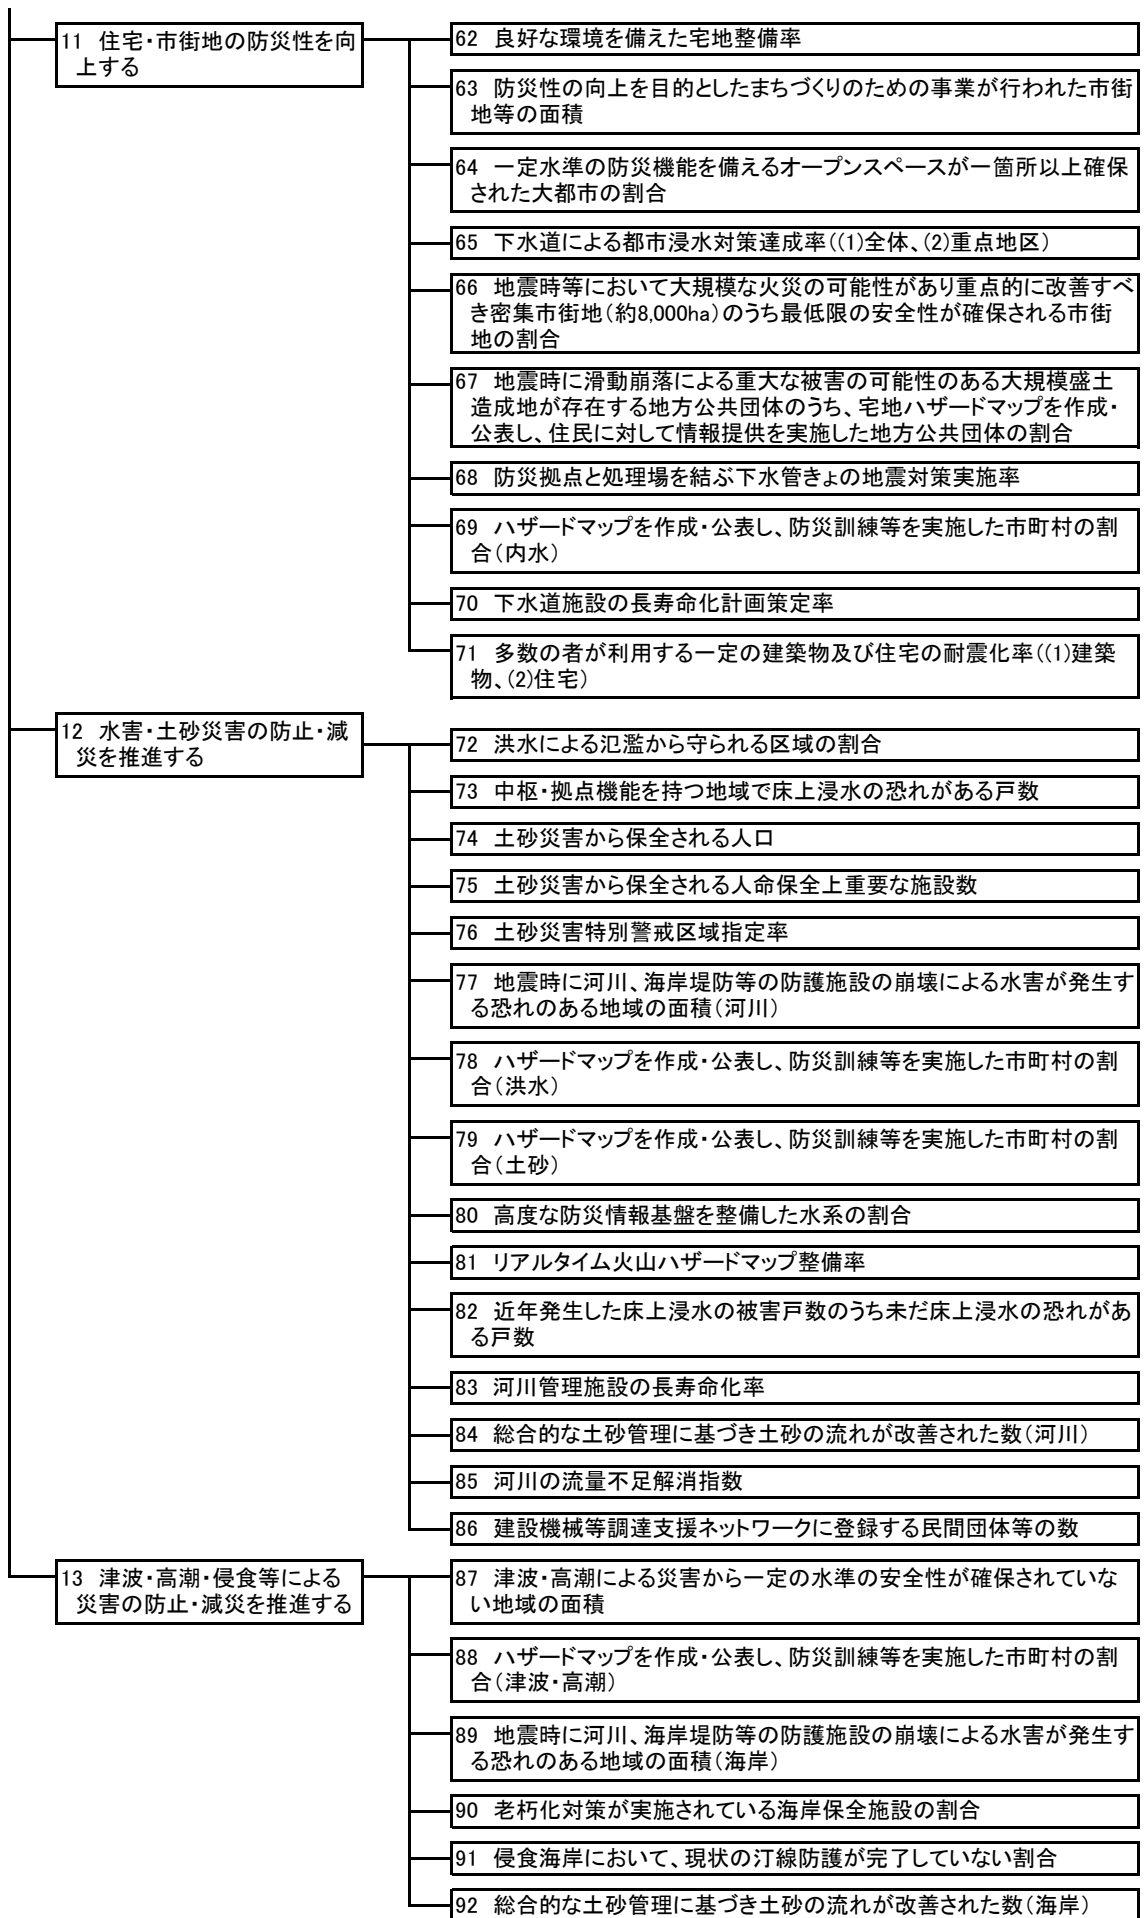 11 住宅・市街地の防災性を向
上する
62 良好な環境を備えた宅地整備率
63 防災性の向上を目的としたまちづくりのための事業が行われた市街
地等の面積
64 一定水準の防災機能を備えるオープンスペースが一箇所以上確保
された大都市の割合
65 下水道による都市浸水対策達成率((1)全体、(2)重点地区)
66 地震時等において大規模な火災の可能性があり重点的に改善すべ
き密集市街地(約8,000ha)のうち最低限の安全性が確保される市街
地の割合
67 地震時に滑動崩落による重大な被害の可能性のある大規模盛土
造成地が存在する地方公共団体のうち、宅地ハザードマップを作成・
公表し、住民に対して情報提供を実施した地方公共団体の割合
68 防災拠点と処理場を結ぶ下水管きょの地震対策実施率
69 ハザードマップを作成・公表し、防災訓練等を実施した市町村の割
合(内水)
70 下水道施設の長寿命化計画策定率
71 多数の者が利用する一定の建築物及び住宅の耐震化率((1)建築
物、(2)住宅)
12 水害・土砂災害の防止・減
災を推進する
72 洪水による氾濫から守られる区域の割合
73 中枢・拠点機能を持つ地域で床上浸水の恐れがある戸数
74 土砂災害から保全される人口
75 土砂災害から保全される人命保全上重要な施設数
76 土砂災害特別警戒区域指定率
77 地震時に河川、海岸堤防等の防護施設の崩壊による水害が発生す
る恐れのある地域の面積(河川)
78 ハザードマップを作成・公表し、防災訓練等を実施した市町村の割
合(洪水)
79 ハザードマップを作成・公表し、防災訓練等を実施した市町村の割
合(土砂)
80 高度な防災情報基盤を整備した水系の割合
81 リアルタイム火山ハザードマップ整備率
82 近年発生した床上浸水の被害戸数のうち未だ床上浸水の恐れがあ
る戸数
83 河川管理施設の長寿命化率
84 総合的な土砂管理に基づき土砂の流れが改善された数(河川)
85 河川の流量不足解消指数
86 建設機械等調達支援ネットワークに登録する民間団体等の数
13 津波・高潮・侵食等による
災害の防止・減災を推進する
87 津波・高潮による災害から一定の水準の安全性が確保されていな
い地域の面積
88 ハザードマップを作成・公表し、防災訓練等を実施した市町村の割
合(津波・高潮)
89 地震時に河川、海岸堤防等の防護施設の崩壊による水害が発生す
る恐れのある地域の面積(海岸)
90 老朽化対策が実施されている海岸保全施設の割合
91 侵食海岸において、現状の汀線防護が完了していない割合
92 総合的な土砂管理に基づき土砂の流れが改善された数(海岸)